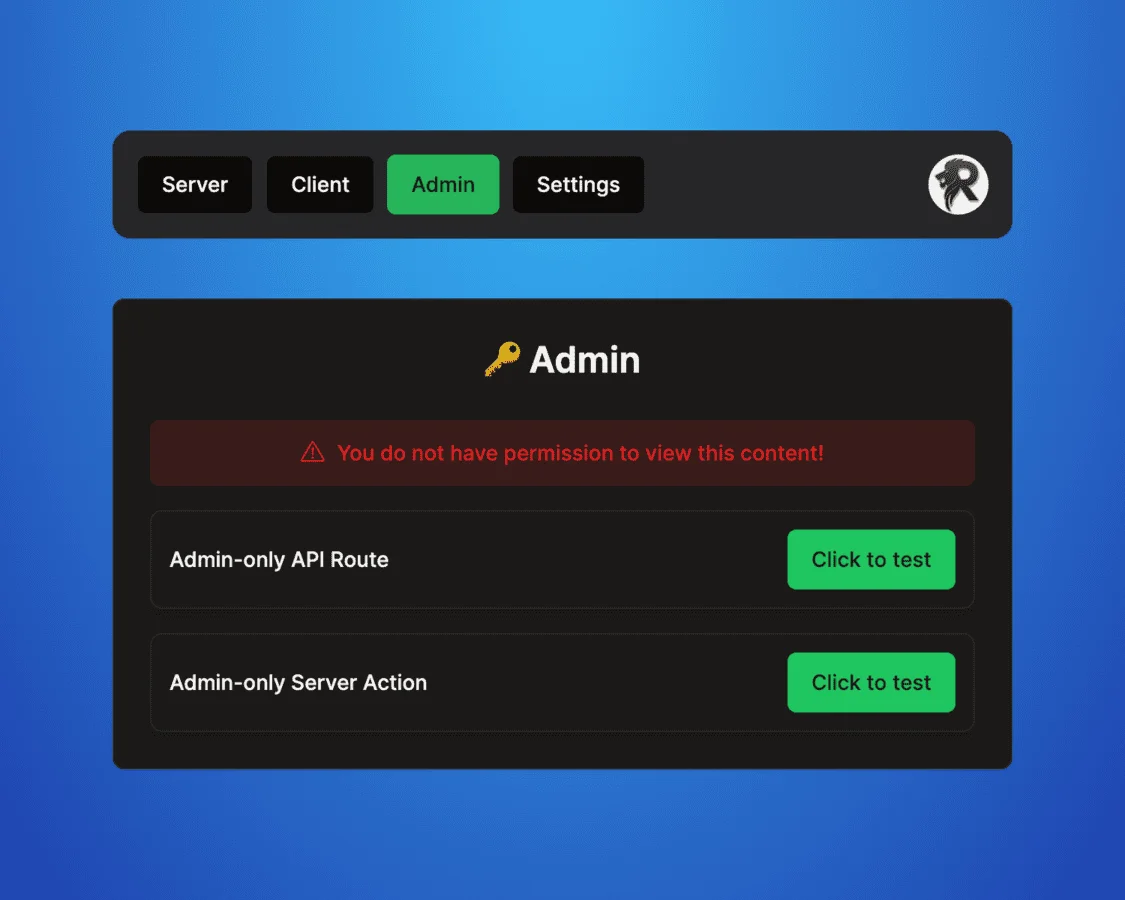 Server
Client
Admin
Settings
Admin
You do not have permission to view this content!
Admin-only API Route
Click to test
Admin-only Server Action
Click to test